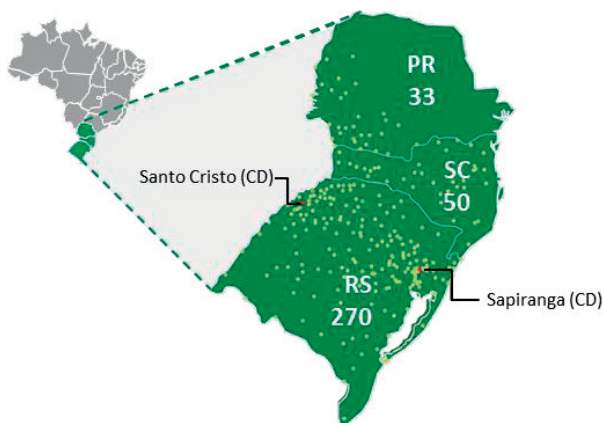 PR
33
SC
50
Santo Cristo (CD)
RS
270
Sapiranga (CD)